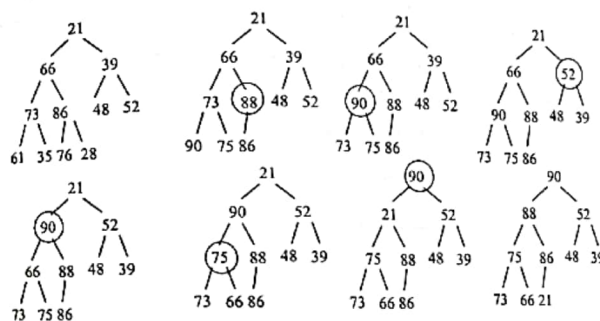 21
66 39
73 86 48 52
61 35 76 28
21
66 39
73 88 48 52
90 75 86
21
66 39
90 88 48 52
73 75 86
21
66 52
90 88 48 39
73 75 86
21
90 52
66 88 48 39
73 75 86
21
90 52
75 88 48 39
73 66 86
90
21 52
75 88 48 39
73 66 86
90
88 52
75 86 48 39
73 66 21